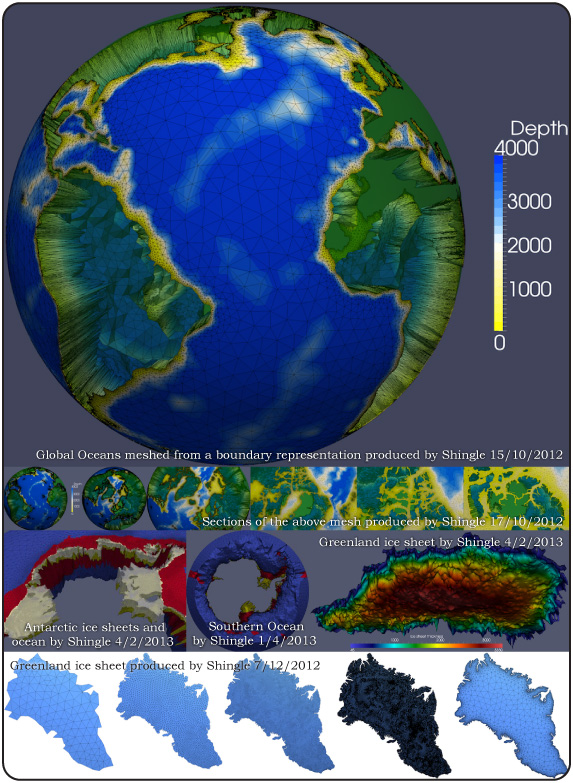 Depth
4000
3000
2000
1000
0
Global Oceans meshed from a boundary representation produced by Shingle 15/10/2012
Sections of the above mesh produced by Shingle 17/10/2012
Greenland ice sheet by Shingle 4/2/2013
Antarctic ice sheets and
ocean by Shingle 4/2/2013
Southern Ocean
by Shingle 1/4/2013
Greenland ice sheet produced by Shingle 7/12/2012